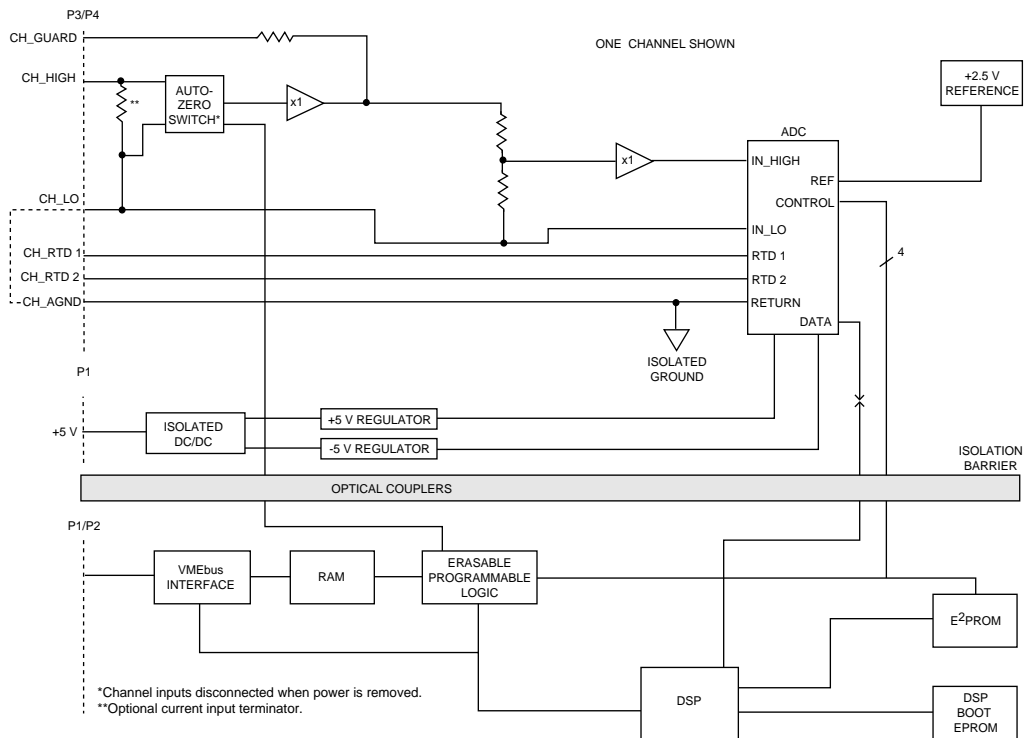 P3/P4
CH_GUARD
ONE CHANNEL SHOWN
CH_HIGH
AUTO-
ZERO
SWITCH*
**
x1
+2.5 V
REFERENCE
ADC
x1
IN_HIGH
REF
CONTROL
CH_LO
IN_LO
CH_RTD 1
RTD 1
4
CH_RTD 2
RTD 2
CH_AGND
RETURN
DATA
ISOLATED
GROUND
P1
+5 V
ISOLATED
DC/DC
+5 V REGULATOR
-5 V REGULATOR
ISOLATION
BARRIER
OPTICAL COUPLERS
P1/P2
VMEbus
INTERFACE
RAM
ERASABLE
PROGRAMMABLE
LOGIC
E2PROM
DSP
DSP
BOOT
EPROM
*Channel inputs disconnected when power is removed.
**Optional current input terminator.